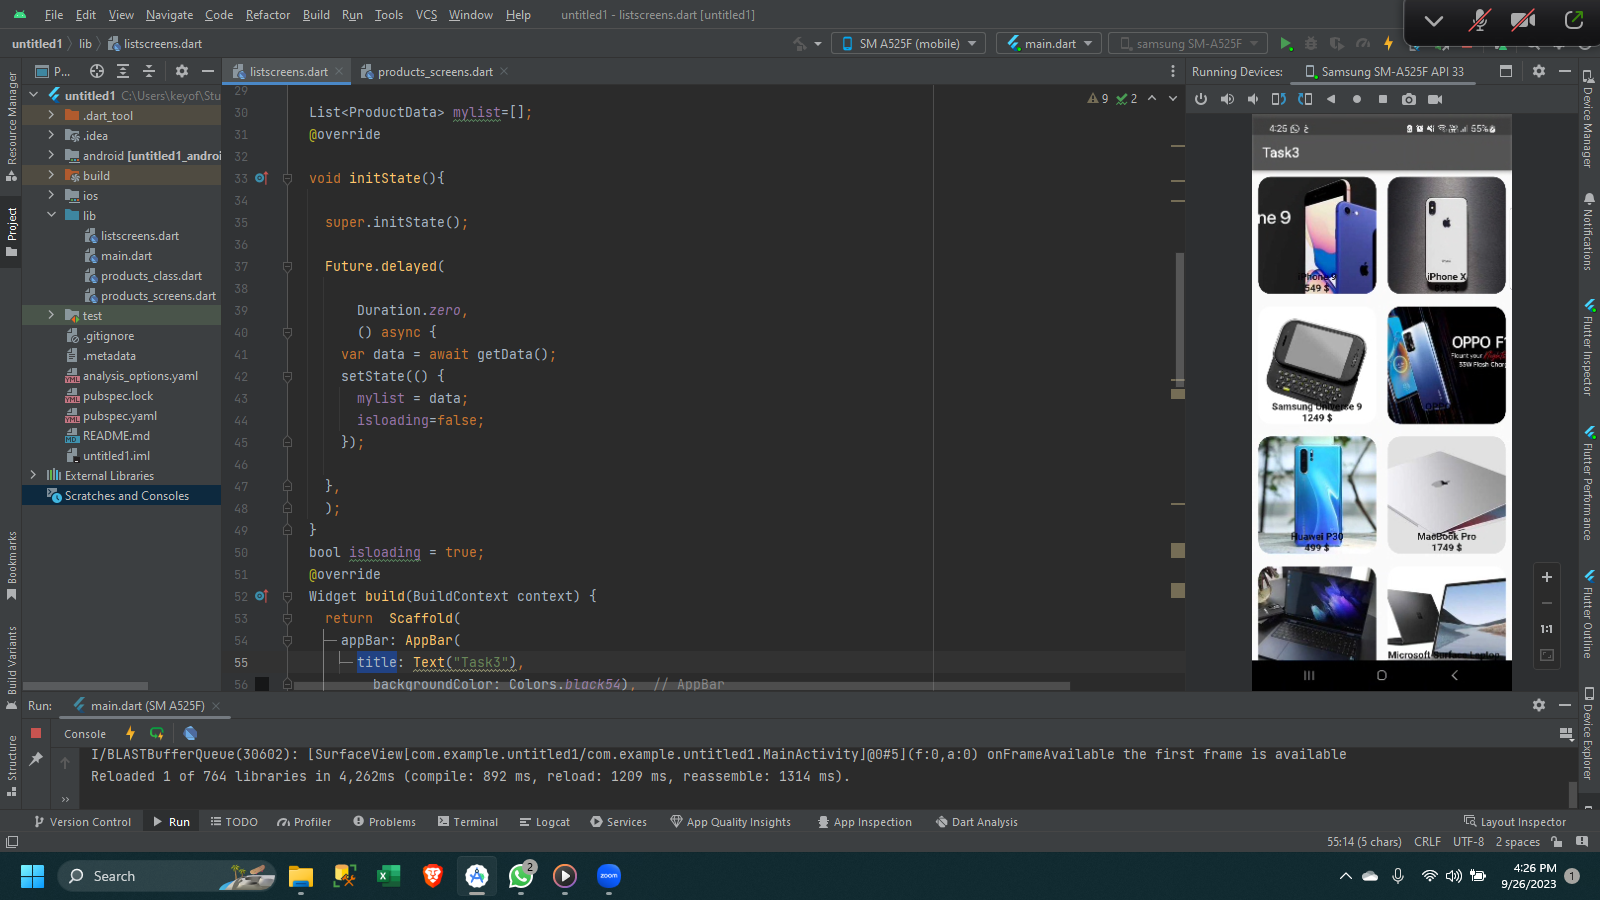 File Edit View Navigate Code Refactor Build Run Tools VCS Window Help untitled1 - listscreens.dart [untitled1]
untitled1 lib listscreens.dart SM A525F (mobile) main.dart samsung SM-A525F
P... listscreens.dart products_screens.dart Running Devices: Samsung SM-A525F API 33
Resource Manager
Project
Bookmarks
Build Variants
Structure
untitled1 C:\Users\keyof\Stu
.dart_tool
.idea
android [untitled1_androi
build
ios
lib
listscreens.dart
main.dart
products_class.dart
products_screens.dart
test
.gitignore
.metadata
analysis_options.yaml
pubspec.lock
pubspec.yaml
README.md
untitled1.iml
External Libraries
Scratches and Consoles
9 2
29
30 List<ProductData> mylist=[];
31 @override
32
33 void initState(){
34
35 super.initState();
36
37 Future.delayed(
38
39 Duration.zero,
40 () async {
41 var data = await getData();
42 setState(() {
43 mylist = data;
44 isloading=false;
45 });
46
47 },
48 );
49 }
50 bool isloading = true;
51 @override
52 Widget build(BuildContext context) {
53 return Scaffold(
54 appBar: AppBar(
55 title: Text("Task3"),
56 backgroundColor: Colors.black54), // AppBar
4:25 55%
Task3
ne 9
iPhone 9
549 $
iPhone X
Samsung Universe 9
1249 $
OPPO F1
Flaunt your Nights
33W Flash Charg
Huawei P30
499 $
MacBook Pro
1749 $
Microsoft Surface Laptop
1:1
Device Manager
Notifications
Flutter Inspector
Flutter Performance
Flutter Outline
Device Explorer
Run: main.dart (SM A525F)
Console
I/BLASTBufferQueue(30602): [SurfaceView[com.example.untitled1/com.example.untitled1.MainActivity]@0#5](f:0,a:0) onFrameAvailable the first frame is available
Reloaded 1 of 764 libraries in 4,262ms (compile: 892 ms, reload: 1209 ms, reassemble: 1314 ms).
Version Control Run TODO Profiler Problems Terminal Logcat Services App Quality Insights App Inspection Dart Analysis Layout Inspector
55:14 (5 chars) CRLF UTF-8 2 spaces
Search 2 zoom 4:26 PM
9/26/2023 1